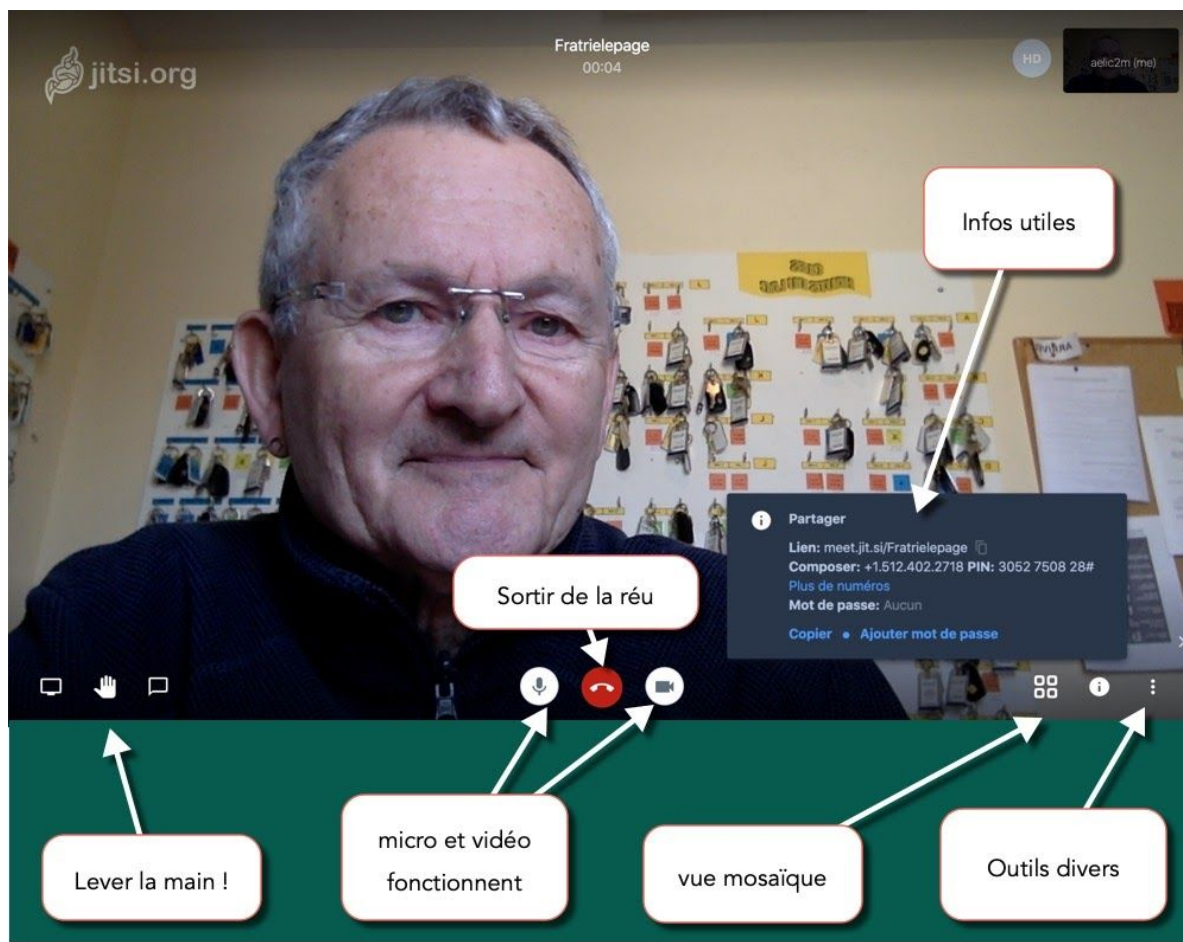 jitsi.org
Fratrielepage
00:04
HD
aelic2m (me)
Infos utiles
Partager
Lien: meet.jit.si/Fratrielepage
Composer: +1.512.402.2718 PIN: 3052 7508 28#
Plus de numéros
Mot de passe: Aucun
Copier • Ajouter mot de passe
Sortir de la réu
Lever la main !
micro et vidéo
fonctionnent
vue mosaïque
Outils divers